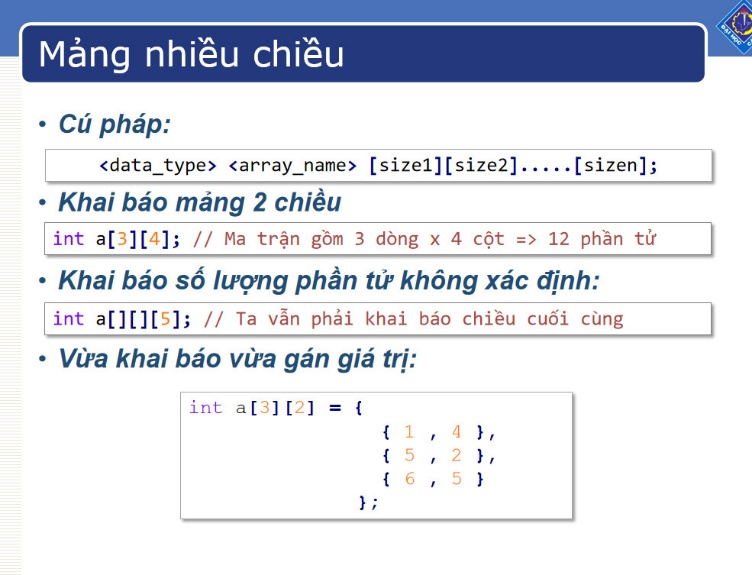 Mảng nhiều chiều
• Cú pháp:
<data_type> <array_name> [size1][size2].....[sizen];
• Khai báo mảng 2 chiều
int a[3][4]; // Ma trận gồm 3 dòng x 4 cột => 12 phần tử
• Khai báo số lượng phần tử không xác định:
int a[][][5]; // Ta vẫn phải khai báo chiều cuối cùng
• Vừa khai báo vừa gán giá trị:
int a[3][2] = {
{ 1 , 4 },
{ 5 , 2 },
{ 6 , 5 }
};
ĐẠI HỌC